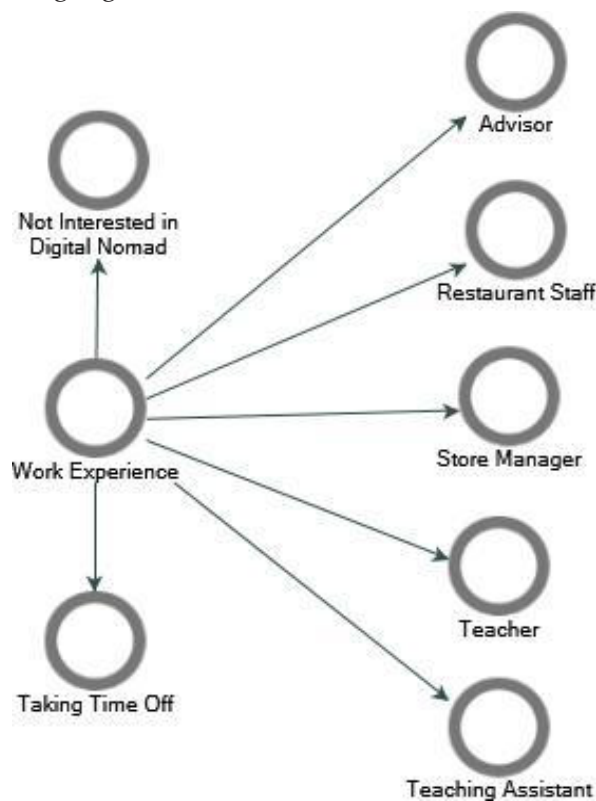 Advisor
Not Interested in
Digital Nomad
Restaurant Staff
Work Experience
Store Manager
Teacher
Taking Time Off
Teaching Assistant